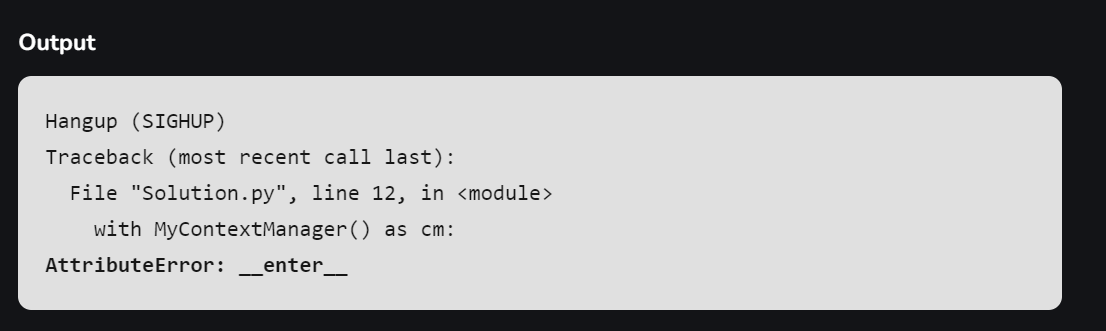 Output
Hangup (SIGHUP)
Traceback (most recent call last):
  File "Solution.py", line 12, in <module>
    with MyContextManager() as cm:
AttributeError: __enter__